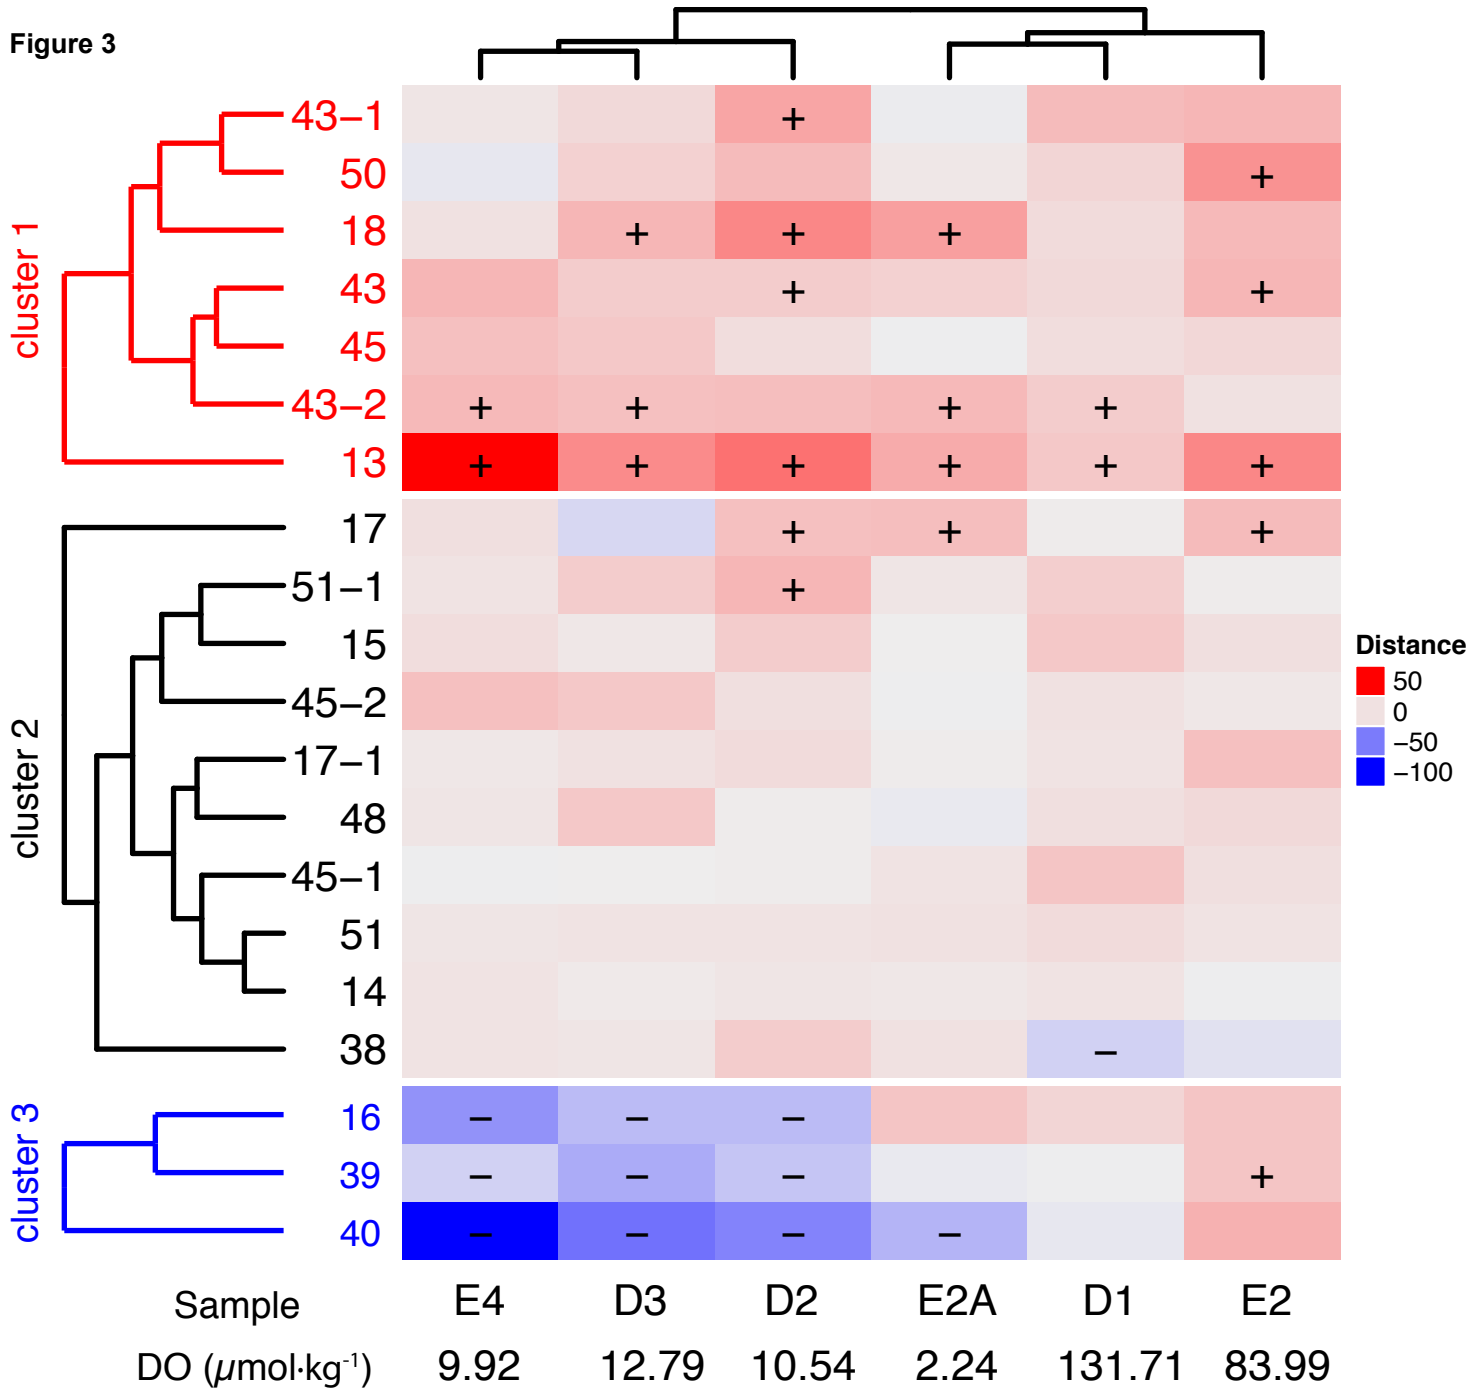 Figure 3
cluster 1
43−1
+
50
+
18
+ + +
43
+ +
45
43−2
+ + + +
13
+ + + + + +
cluster 2
17
+ + +
51−1
+
15
45−2
17−1
48
45−1
51
14
38
−
cluster 3
16
− − −
39
− − − +
40
− − − −
Distance
50
0
−50
−100
Sample E4 D3 D2 E2A D1 E2
DO (µmol·kg⁻¹) 9.92 12.79 10.54 2.24 131.71 83.99